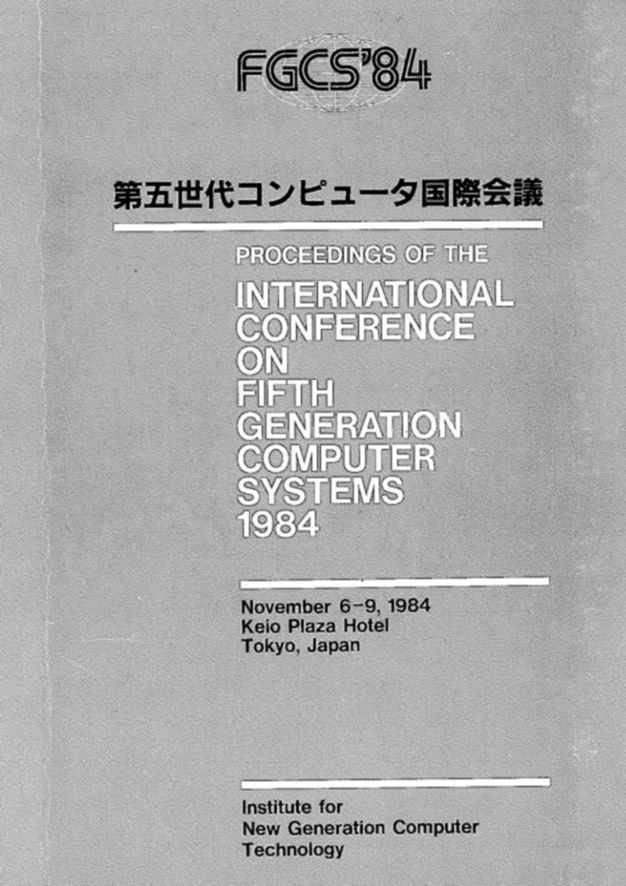 FGCS'84
第五世代コンピュータ国際会議
PROCEEDINGS OF THE
INTERNATIONAL
CONFERENCE
ON
FIFTH
GENERATION
COMPUTER
SYSTEMS
1984
November 6-9, 1984
Keio Plaza Hotel
Tokyo, Japan
Institute for
New Generation Computer
Technology